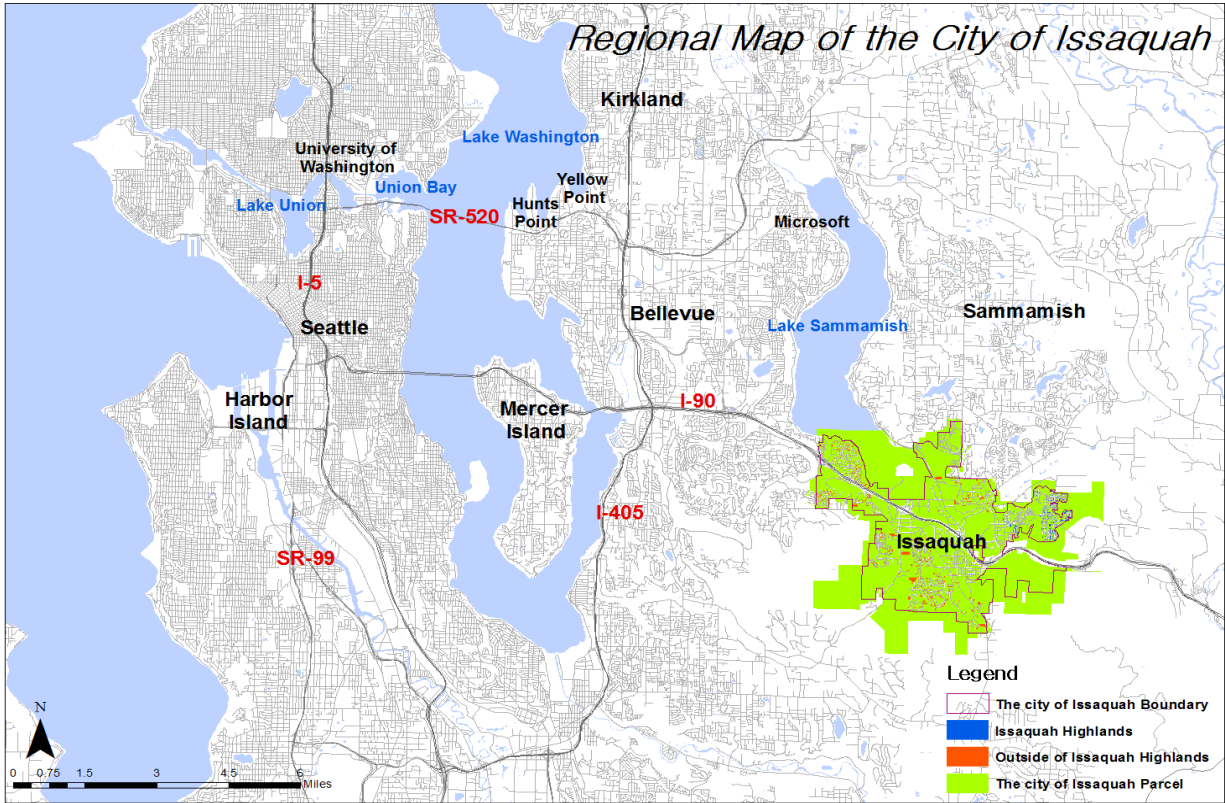 Regional Map of the City of Issaquah
Kirkland
Lake Washington
University of
Washington
Union Bay
Yellow
Point
Lake Union
Hunts
Point
SR-520
Microsoft
I-5
Seattle
Bellevue
Sammamish
Lake Sammamish
Harbor
Island
Mercer
Island
I-90
I-405
Issaquah
SR-99
Legend
The city of Issaquah Boundary
Issaquah Highlands
Outside of Issaquah Highlands
The city of Issaquah Parcel
N
0 0.75 1.5 3 4.5 6
Miles